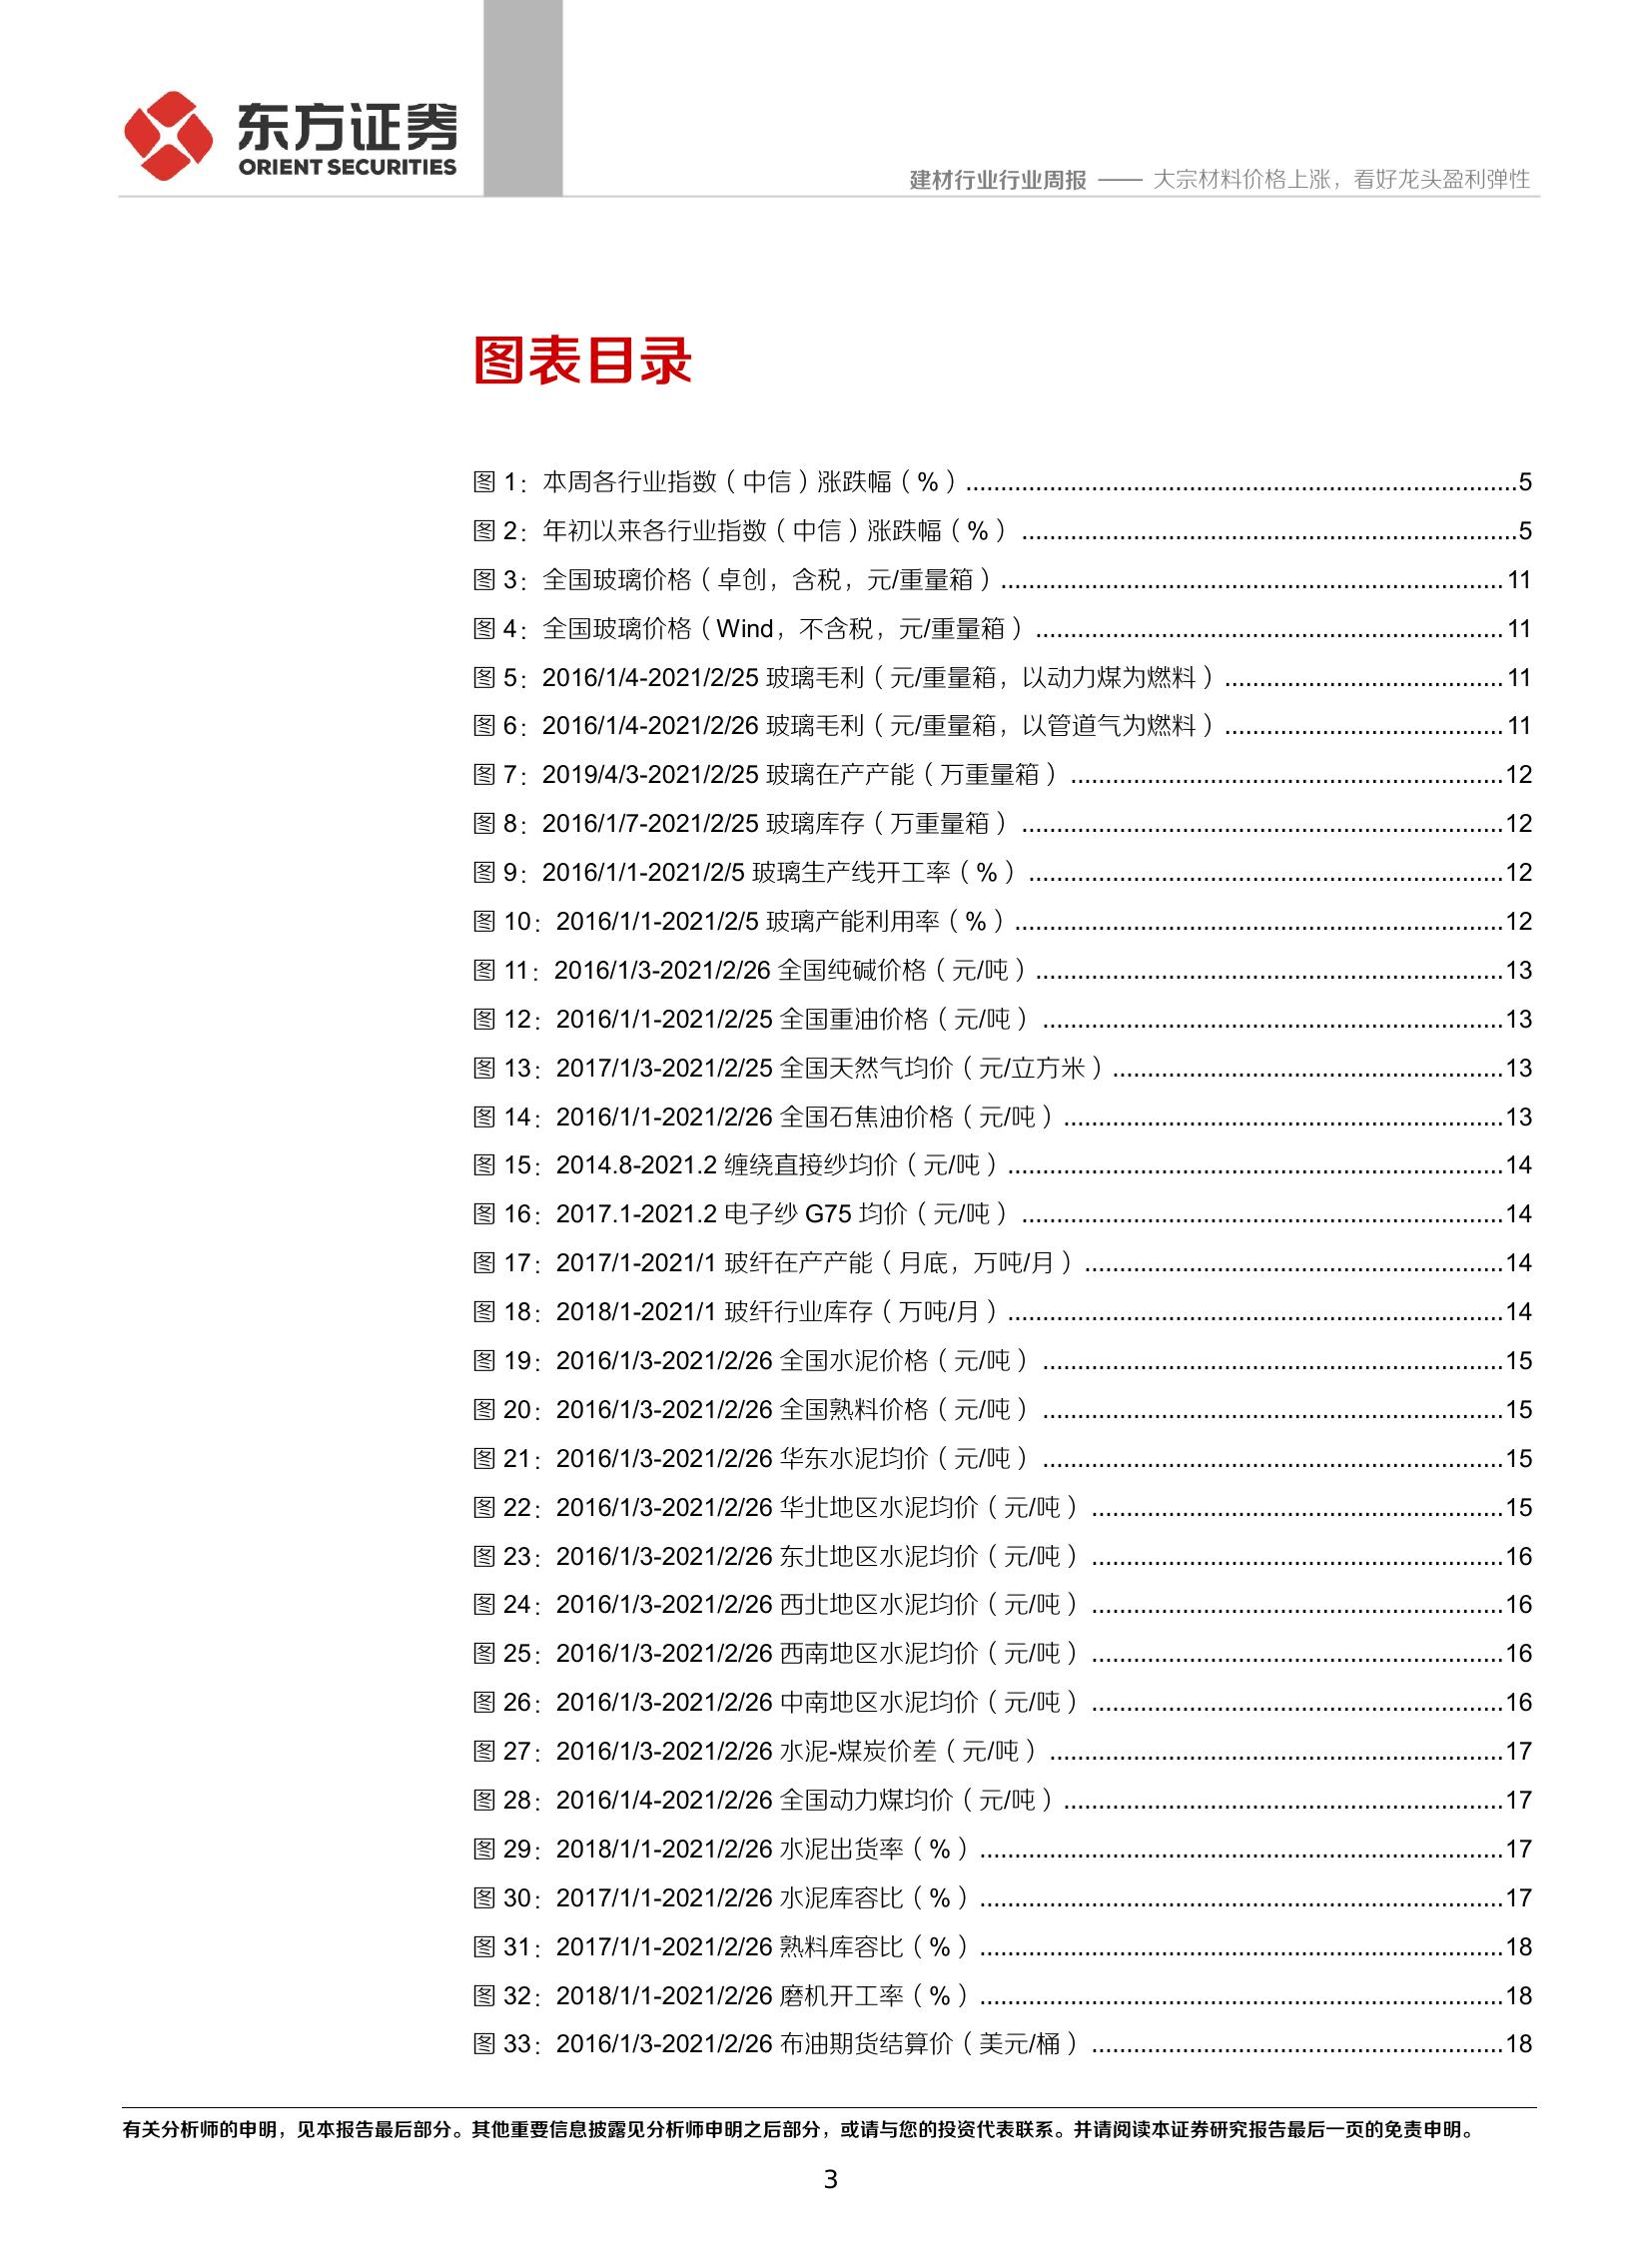 东方证券
ORIENT SECURITIES
建材行业行业周报 —— 大宗材料价格上涨，看好龙头盈利弹性
图表目录
图 1：本周各行业指数（中信）涨跌幅（%）........................5
图 2：年初以来各行业指数（中信）涨跌幅（%）........................5
图 3：全国玻璃价格（卓创，含税，元/重量箱）........................11
图 4：全国玻璃价格（Wind，不含税，元/重量箱）........................11
图 5：2016/1/4-2021/2/25 玻璃毛利（元/重量箱，以动力煤为燃料）........................11
图 6：2016/1/4-2021/2/26 玻璃毛利（元/重量箱，以管道气为燃料）........................11
图 7：2019/4/3-2021/2/25 玻璃在产产能（万重量箱）........................12
图 8：2016/1/7-2021/2/25 玻璃库存（万重量箱）........................12
图 9：2016/1/1-2021/2/5 玻璃生产线开工率（%）........................12
图 10：2016/1/1-2021/2/5 玻璃产能利用率（%）........................12
图 11：2016/1/3-2021/2/26 全国纯碱价格（元/吨）........................13
图 12：2016/1/1-2021/2/25 全国重油价格（元/吨）........................13
图 13：2017/1/3-2021/2/25 全国天然气均价（元/立方米）........................13
图 14：2016/1/1-2021/2/26 全国石焦油价格（元/吨）........................13
图 15：2014.8-2021.2 缠绕直接纱均价（元/吨）........................14
图 16：2017.1-2021.2 电子纱 G75 均价（元/吨）........................14
图 17：2017/1-2021/1 玻纤在产产能（月底，万吨/月）........................14
图 18：2018/1-2021/1 玻纤行业库存（万吨/月）........................14
图 19：2016/1/3-2021/2/26 全国水泥价格（元/吨）........................15
图 20：2016/1/3-2021/2/26 全国熟料价格（元/吨）........................15
图 21：2016/1/3-2021/2/26 华东水泥均价（元/吨）........................15
图 22：2016/1/3-2021/2/26 华北地区水泥均价（元/吨）........................15
图 23：2016/1/3-2021/2/26 东北地区水泥均价（元/吨）........................16
图 24：2016/1/3-2021/2/26 西北地区水泥均价（元/吨）........................16
图 25：2016/1/3-2021/2/26 西南地区水泥均价（元/吨）........................16
图 26：2016/1/3-2021/2/26 中南地区水泥均价（元/吨）........................16
图 27：2016/1/3-2021/2/26 水泥-煤炭价差（元/吨）........................17
图 28：2016/1/4-2021/2/26 全国动力煤均价（元/吨）........................17
图 29：2018/1/1-2021/2/26 水泥出货率（%）........................17
图 30：2017/1/1-2021/2/26 水泥库容比（%）........................17
图 31：2017/1/1-2021/2/26 熟料库容比（%）........................18
图 32：2018/1/1-2021/2/26 磨机开工率（%）........................18
图 33：2016/1/3-2021/2/26 布油期货结算价（美元/桶）........................18
有关分析师的申明，见本报告最后部分。其他重要信息披露见分析师申明之后部分，或请与您的投资代表联系。并请阅读本证券研究报告最后一页的免责申明。
3